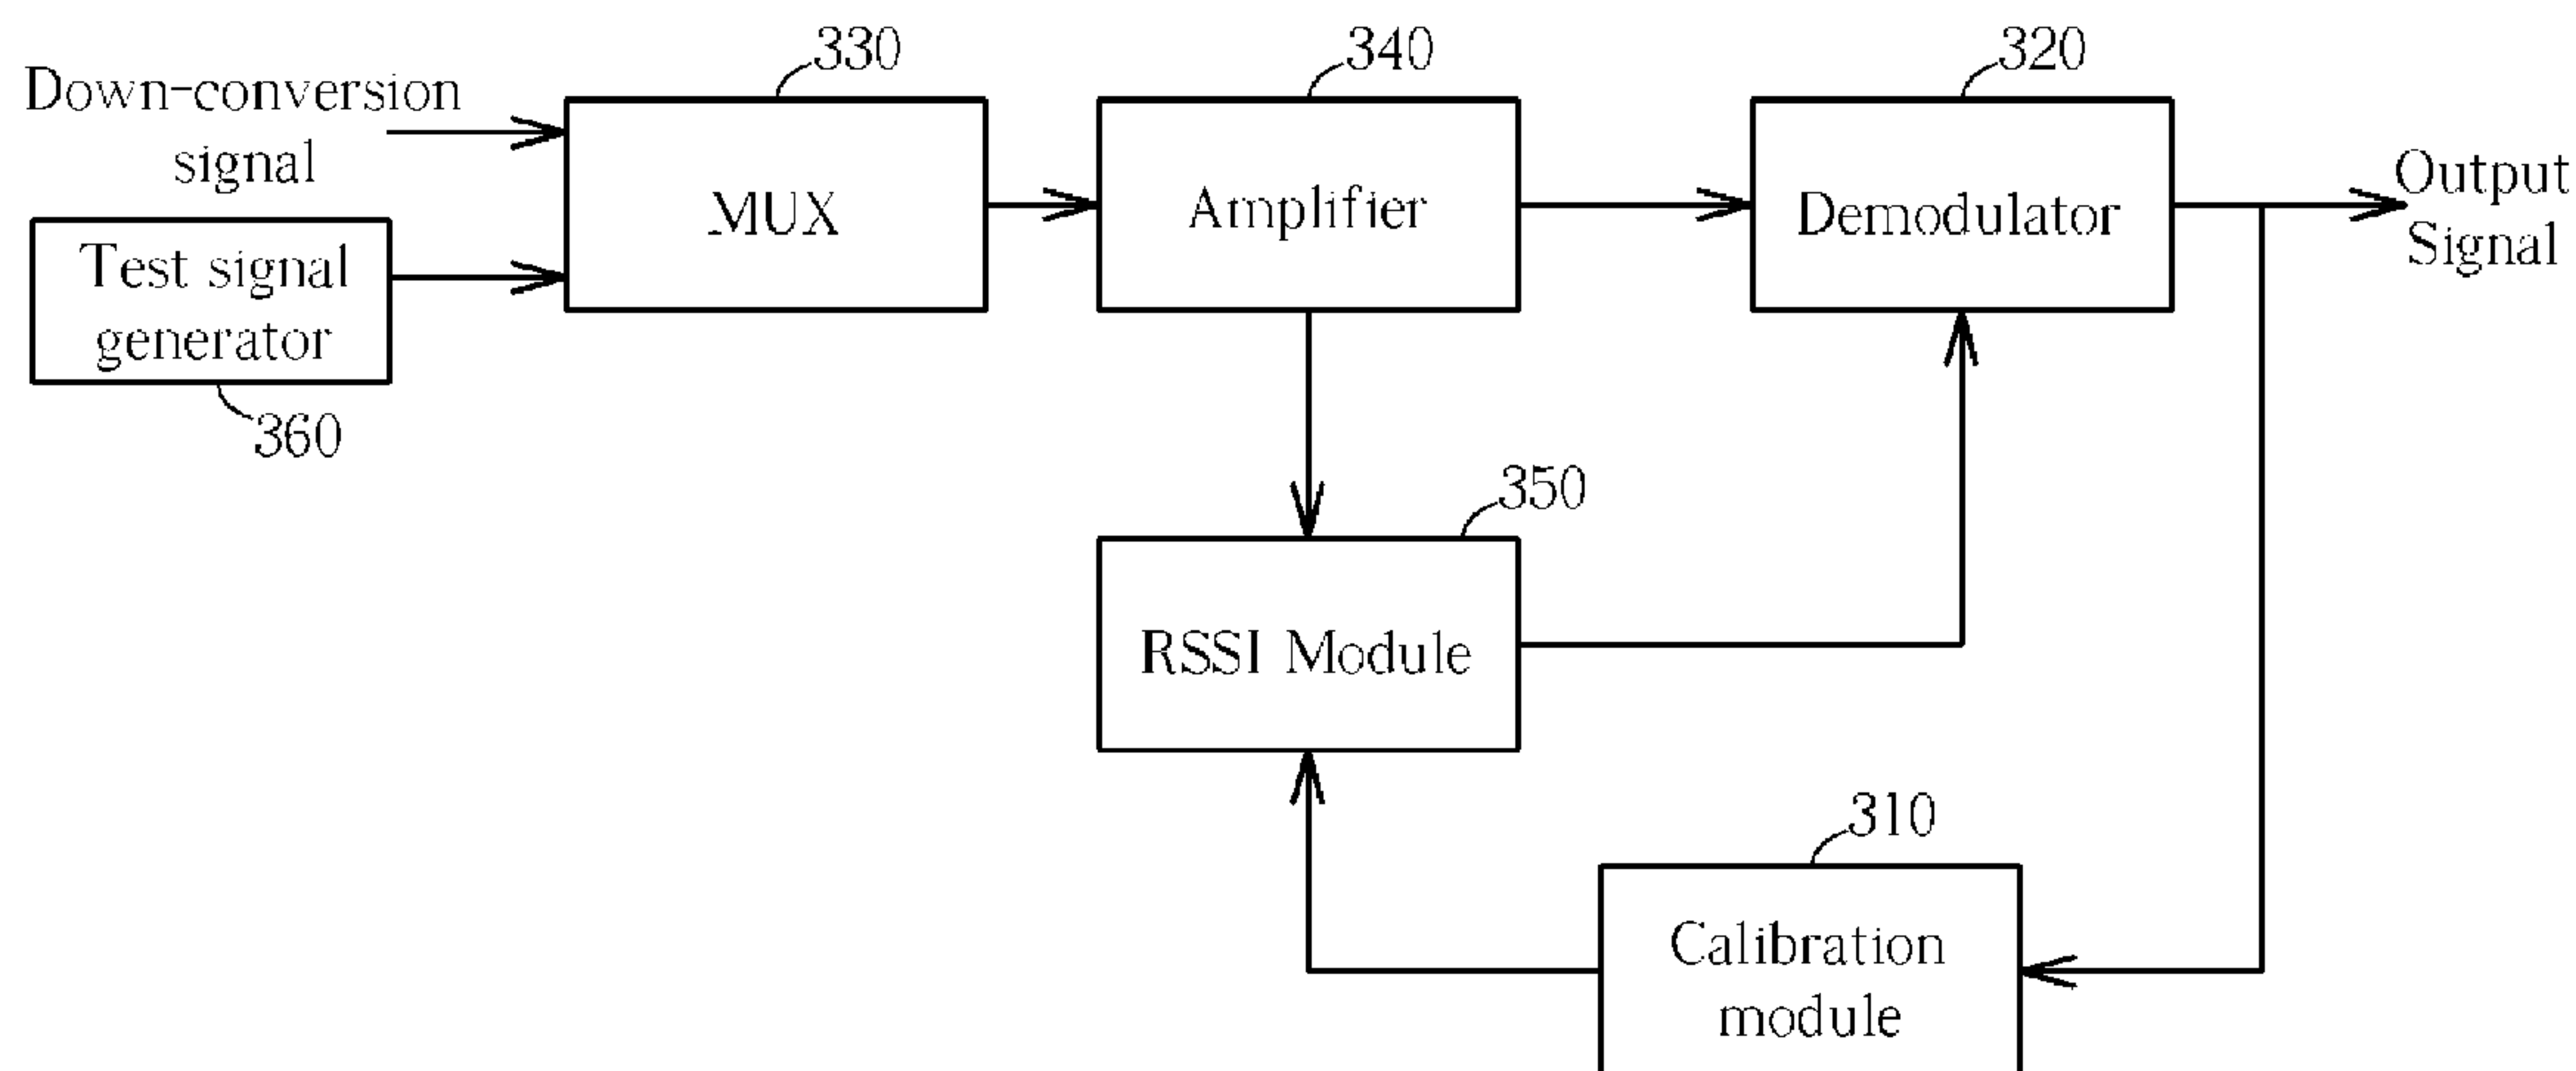 330
340
320
Down-conversion
signal
MUX
Amplifier
Demodulator
Output
Signal
Test signal
generator
360
350
RSSI Module
310
Calibration
module